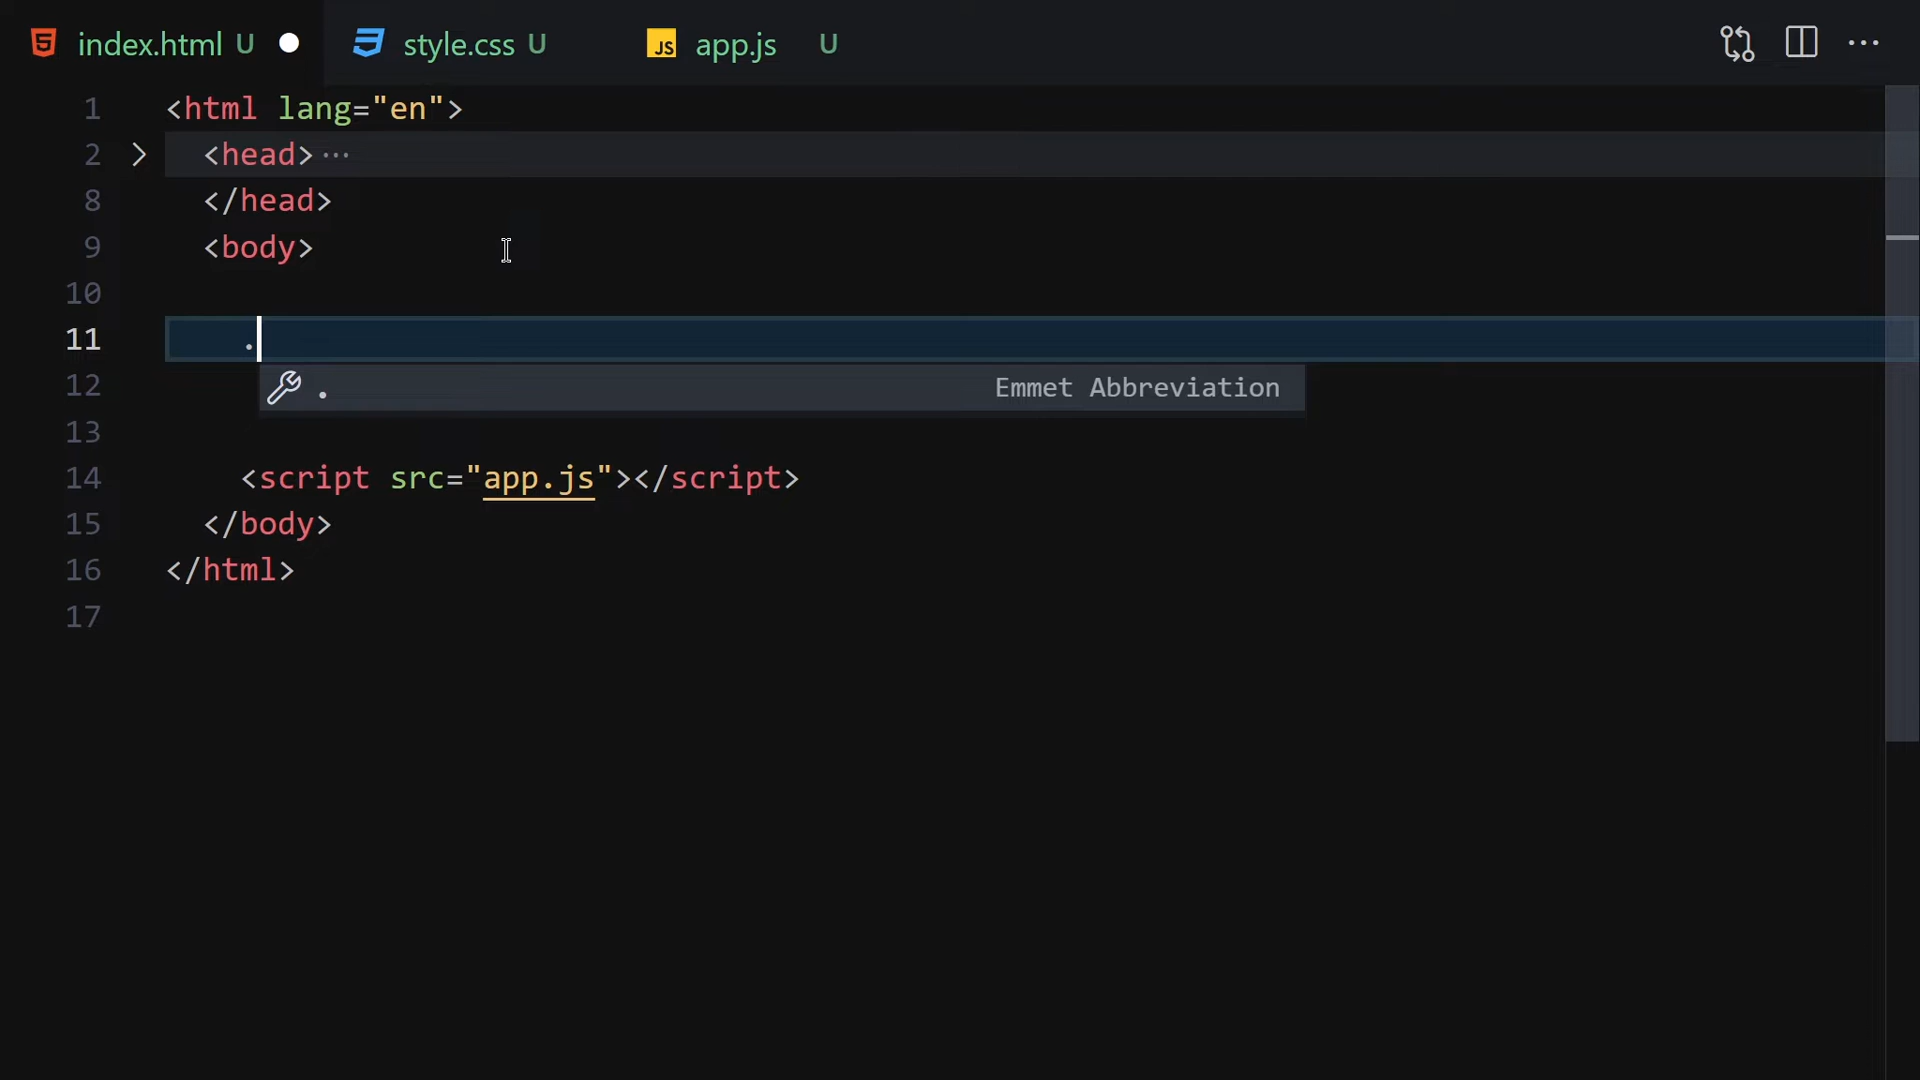 index.html U style.css U JS app.js U
1 <html lang="en">
2 <head> ...
8 </head>
9 <body>
10
11 .
. Emmet Abbreviation
12
13
14 <script src="app.js"></script>
15 </body>
16 </html>
17